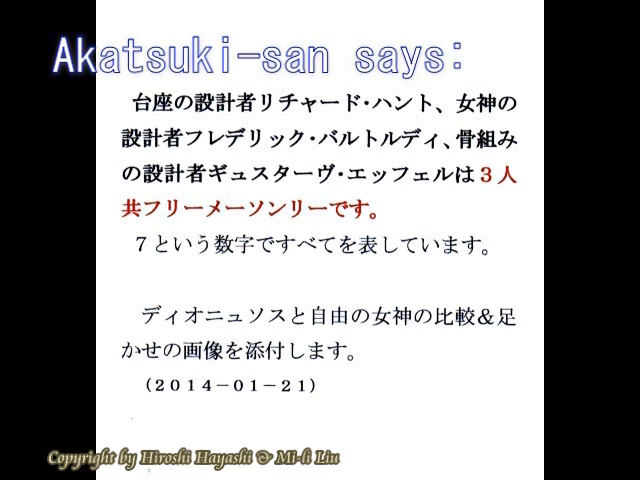 Akatsuki-san says:
台座の設計者リチャード・ハント、女神の
設計者フレデリック・バルトルディ、骨組み
の設計者ギュスターヴ・エッフェルは３人
共フリーメーソンリーです。
７という数字ですべてを表しています。
ディオニュソスと自由の女神の比較＆足
かせの画像を添付します。
（２０１４－０１－２１）
Copyright by Hiroshi Hayashi & Mi-li Liu